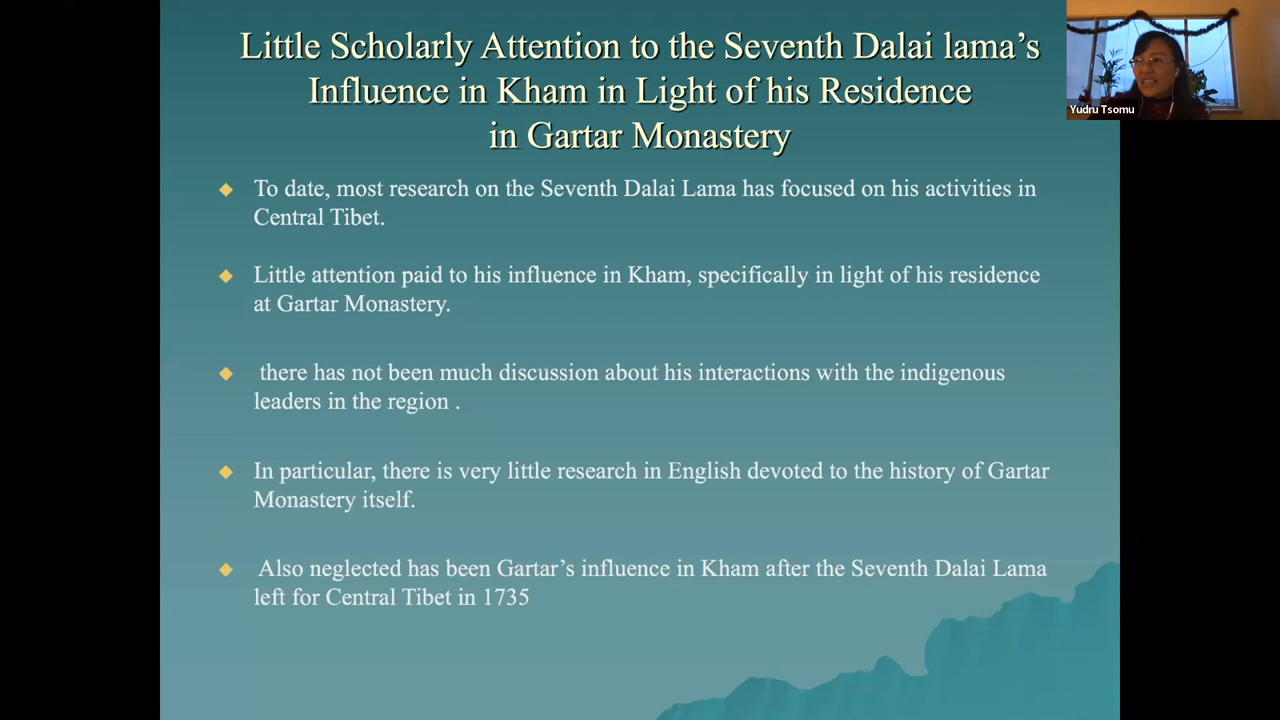 Little Scholarly Attention to the Seventh Dalai lama's
Influence in Kham in Light of his Residence
in Gartar Monastery
Yudru Tsomu
To date, most research on the Seventh Dalai Lama has focused on his activities in
Central Tibet.
Little attention paid to his influence in Kham, specifically in light of his residence
at Gartar Monastery.
there has not been much discussion about his interactions with the indigenous
leaders in the region .
In particular, there is very little research in English devoted to the history of Gartar
Monastery itself.
Also neglected has been Gartar's influence in Kham after the Seventh Dalai Lama
left for Central Tibet in 1735